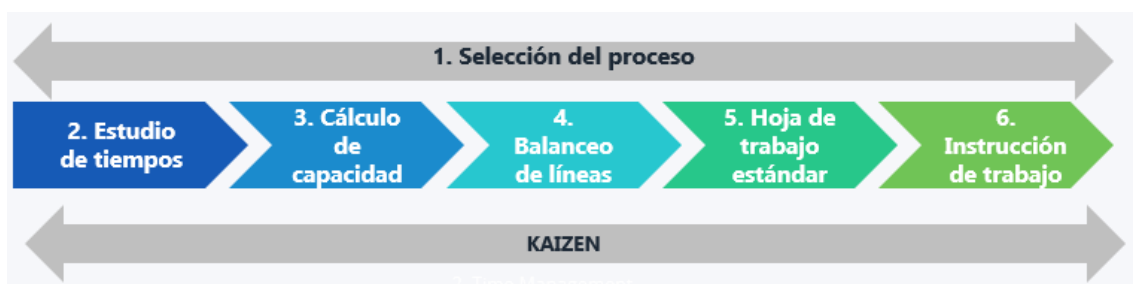 1. Selección del proceso
2. Estudio
de tiempos
3. Cálculo
de
capacidad
4.
Balanceo
de líneas
5. Hoja de
trabajo
estándar
6.
Instrucción
de trabajo
KAIZEN